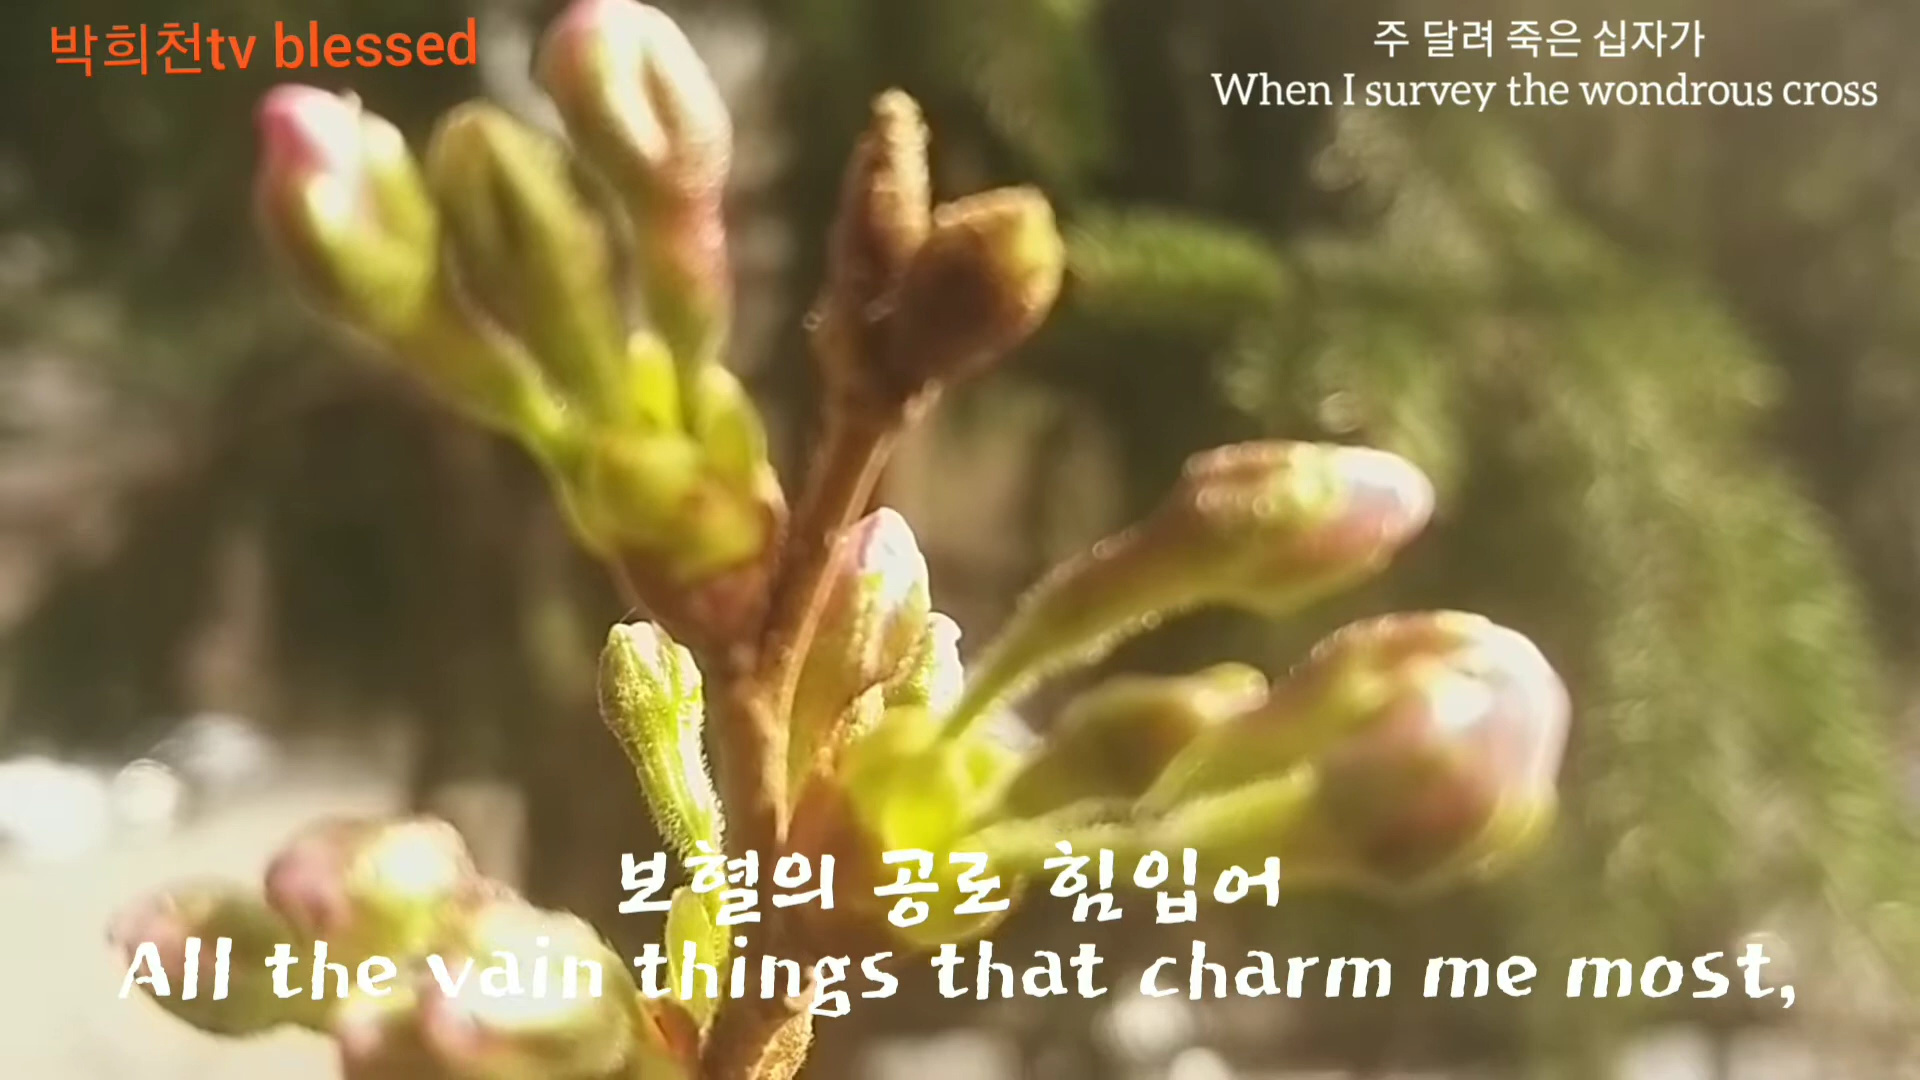 박희천tv blessed
주 달려 죽은 십자가
When I survey the wondrous cross
보혈의 공로 힘입어
All the vain things that charm me most,